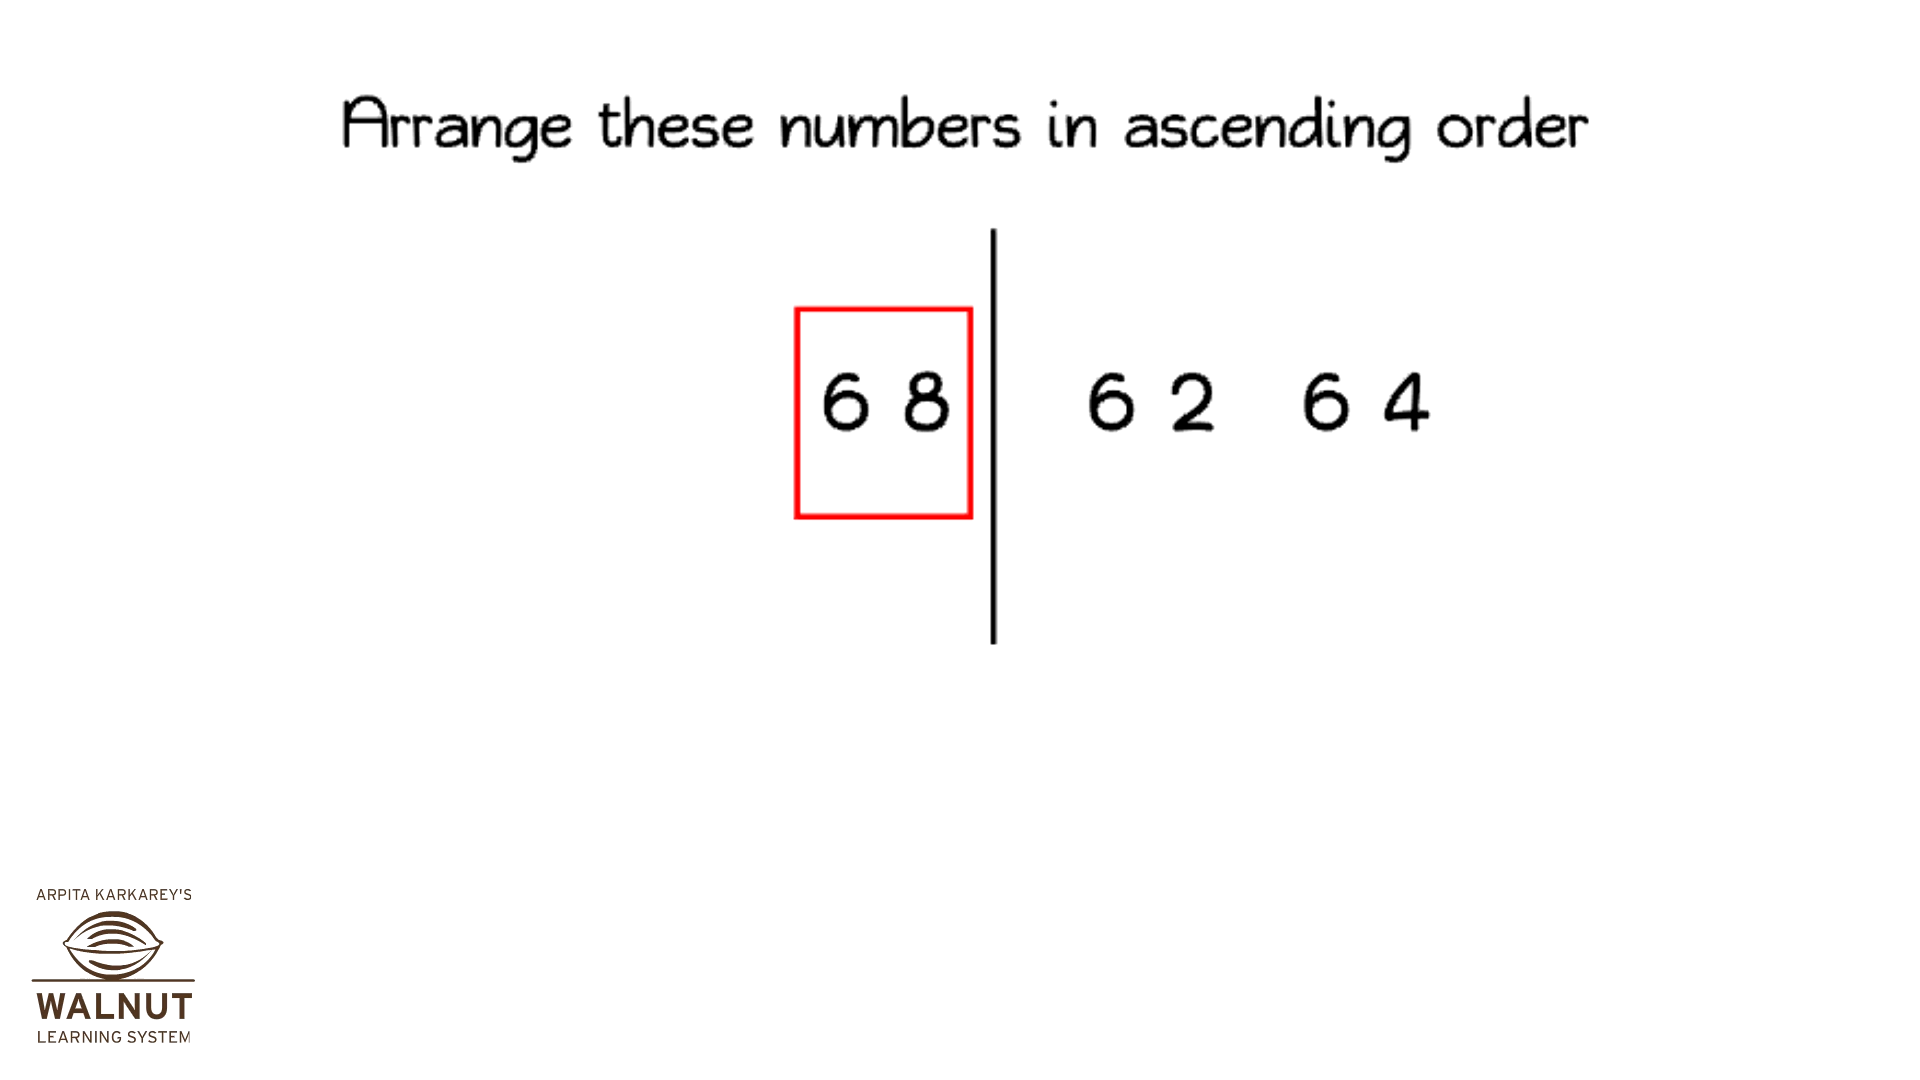 Arrange these numbers in ascending order
6 8 6 2 6 4
ARPITA KARKAREY'S
WALNUT
LEARNING SYSTEM